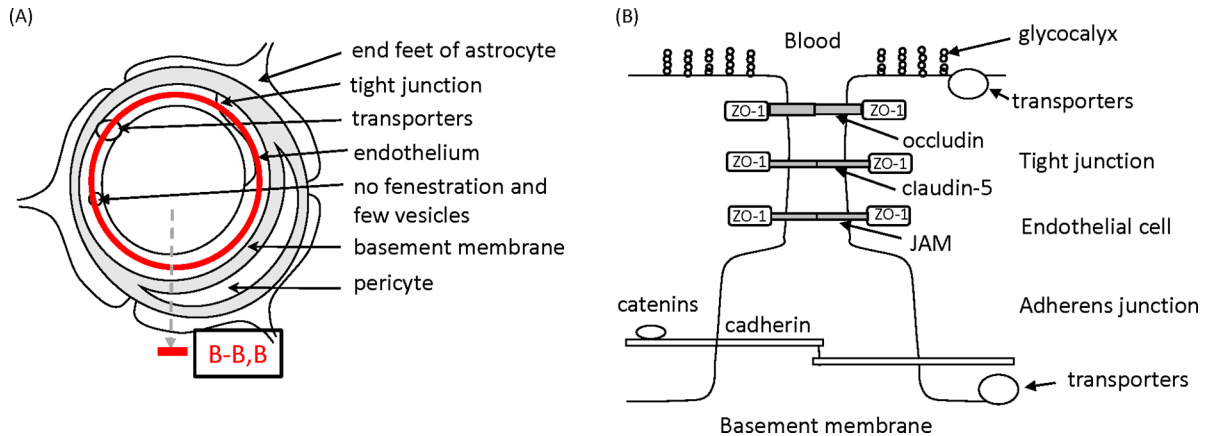 (A)
end feet of astrocyte
tight junction
transporters
endothelium
no fenestration and
few vesicles
basement membrane
pericyte
B-B,B
(B)
Blood
glycocalyx
transporters
ZO-1 ZO-1
occludin
ZO-1 ZO-1
Tight junction
claudin-5
ZO-1 ZO-1
Endothelial cell
JAM
catenins
Adherens junction
cadherin
transporters
Basement membrane